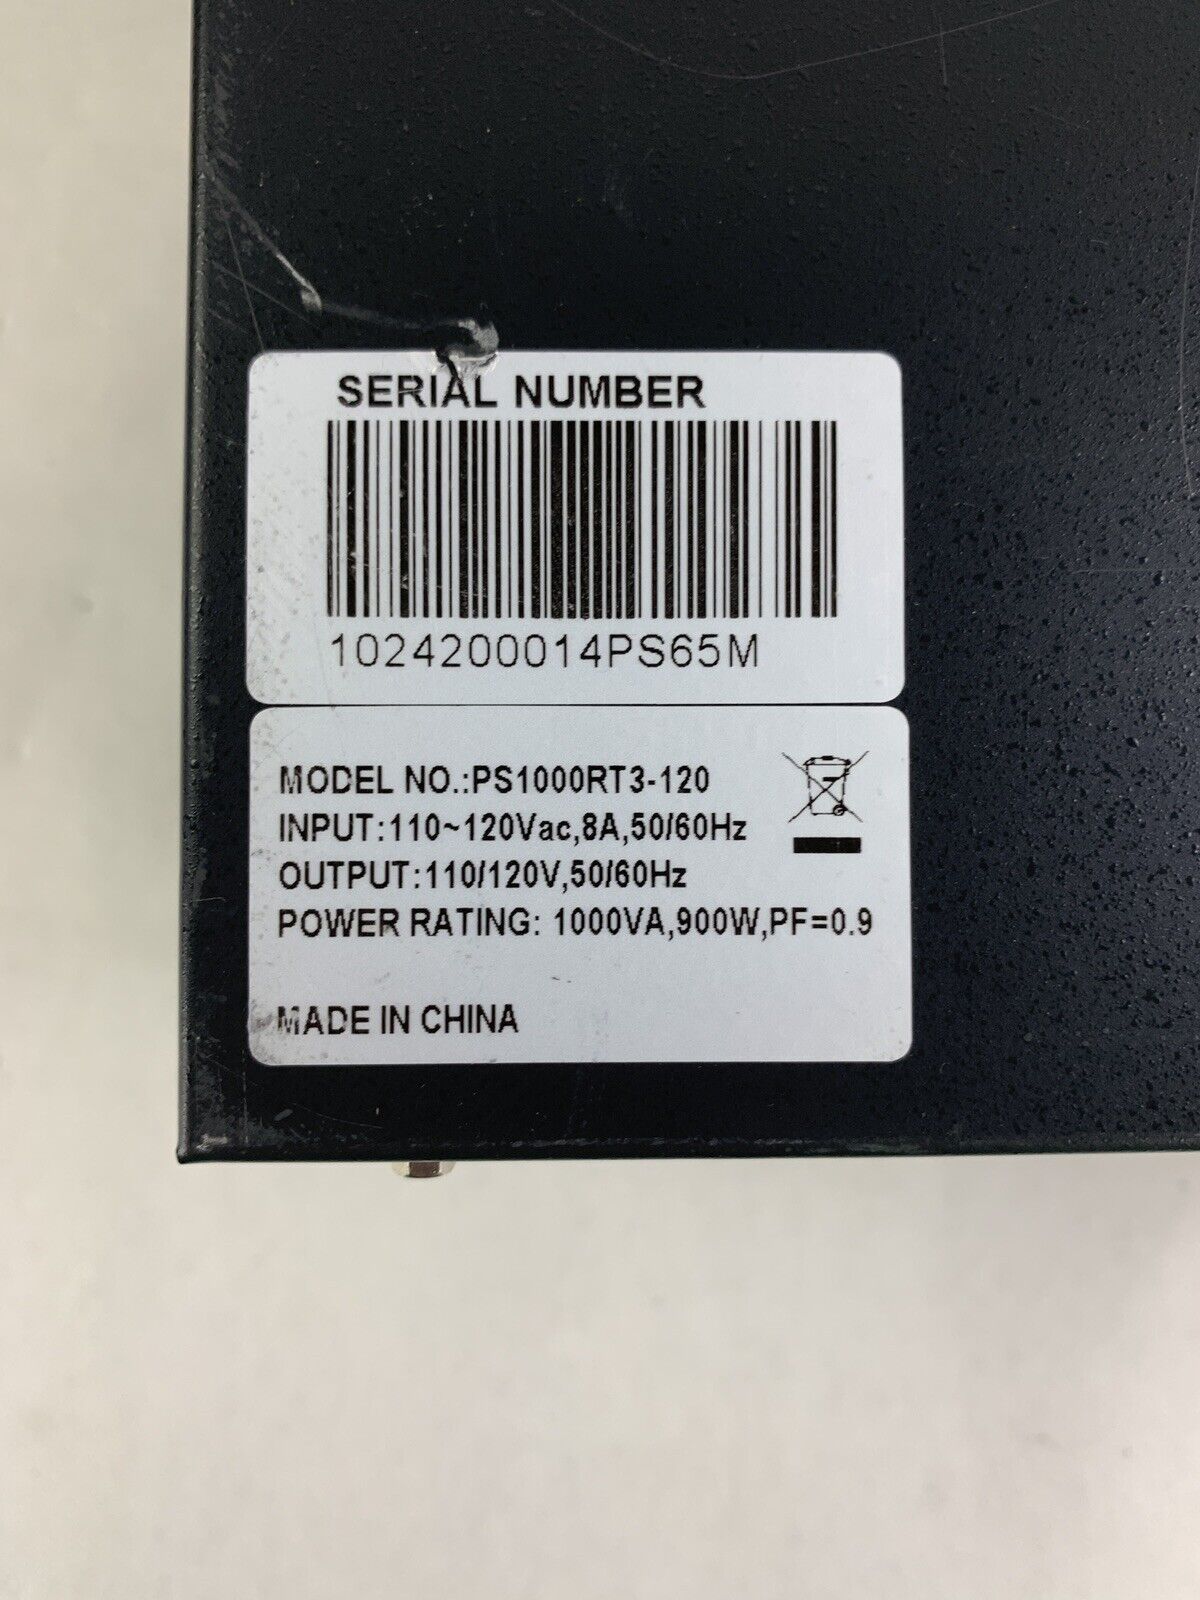 SERIAL NUMBER
1024200014PS65M
MODEL NO.:PS1000RT3-120
INPUT:110~120Vac,8A,50/60Hz
OUTPUT:110/120V,50/60Hz
POWER RATING: 1000VA,900W,PF=0.9
MADE IN CHINA